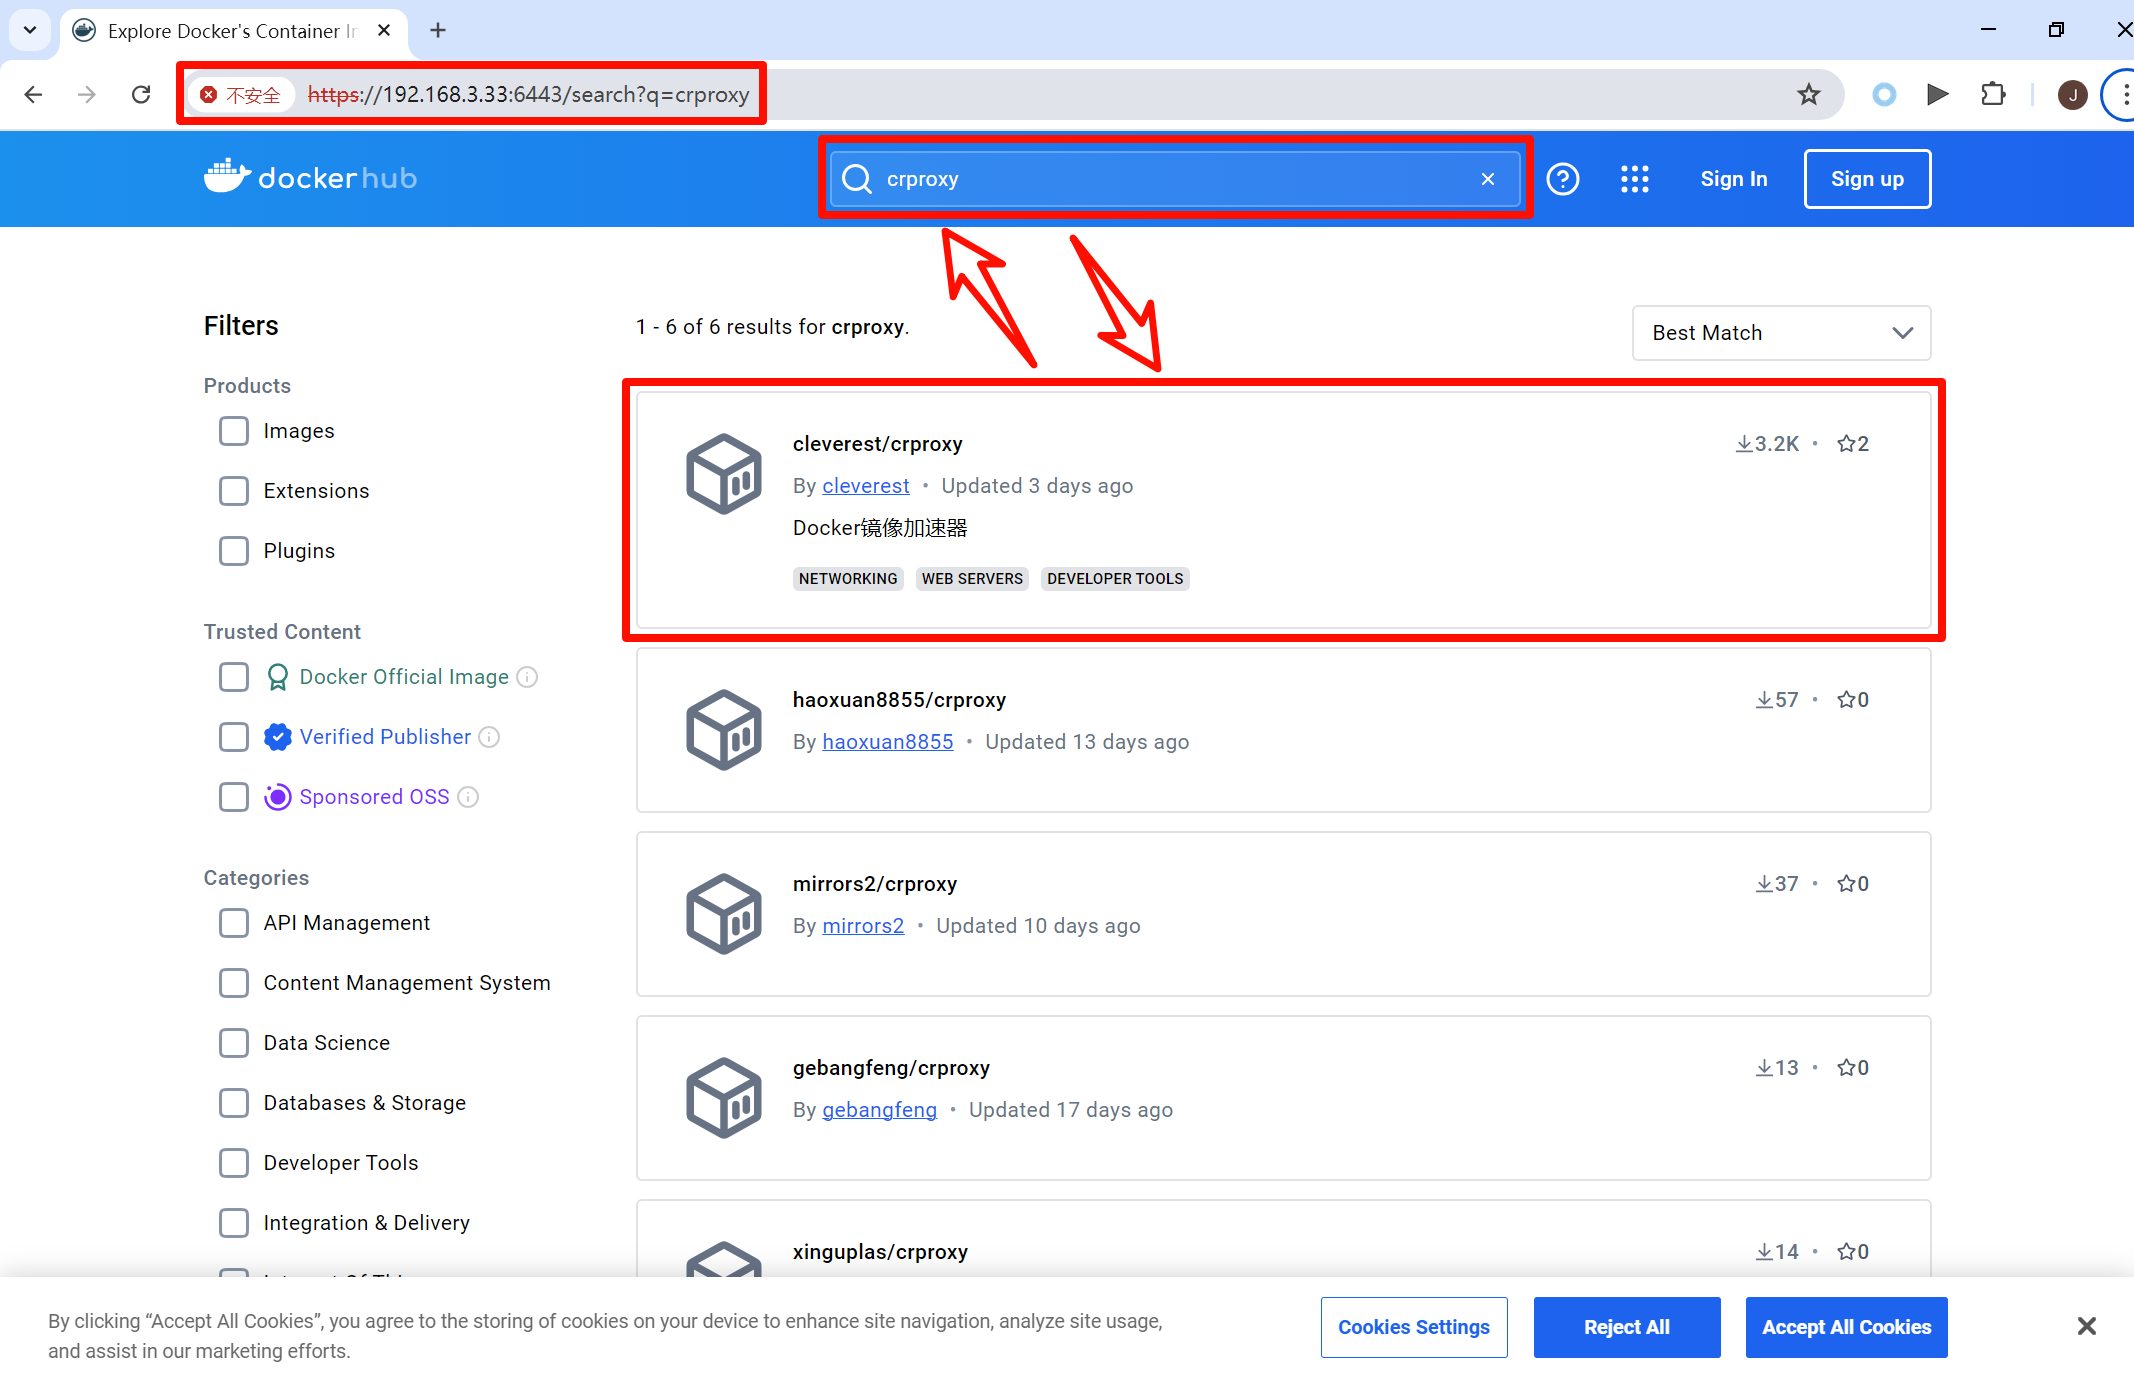 Explore Docker's Container
不安全 https://192.168.3.33:6443/search?q=crproxy
J
docker hub
crproxy
Sign In
Sign up
Filters
1 - 6 of 6 results for crproxy.
Best Match
Products
Images
Extensions
Plugins
Trusted Content
Docker Official Image
Verified Publisher
Sponsored OSS
Categories
API Management
Content Management System
Data Science
Databases & Storage
Developer Tools
Integration & Delivery
cleverest/crproxy
3.2K • 2
By cleverest • Updated 3 days ago
Docker镜像加速器
NETWORKING WEB SERVERS DEVELOPER TOOLS
haoxuan8855/crproxy
57 • 0
By haoxuan8855 • Updated 13 days ago
mirrors2/crproxy
37 • 0
By mirrors2 • Updated 10 days ago
gebangfeng/crproxy
13 • 0
By gebangfeng • Updated 17 days ago
xinguplas/crproxy
14 • 0
By clicking “Accept All Cookies”, you agree to the storing of cookies on your device to enhance site navigation, analyze site usage,
and assist in our marketing efforts.
Cookies Settings
Reject All
Accept All Cookies